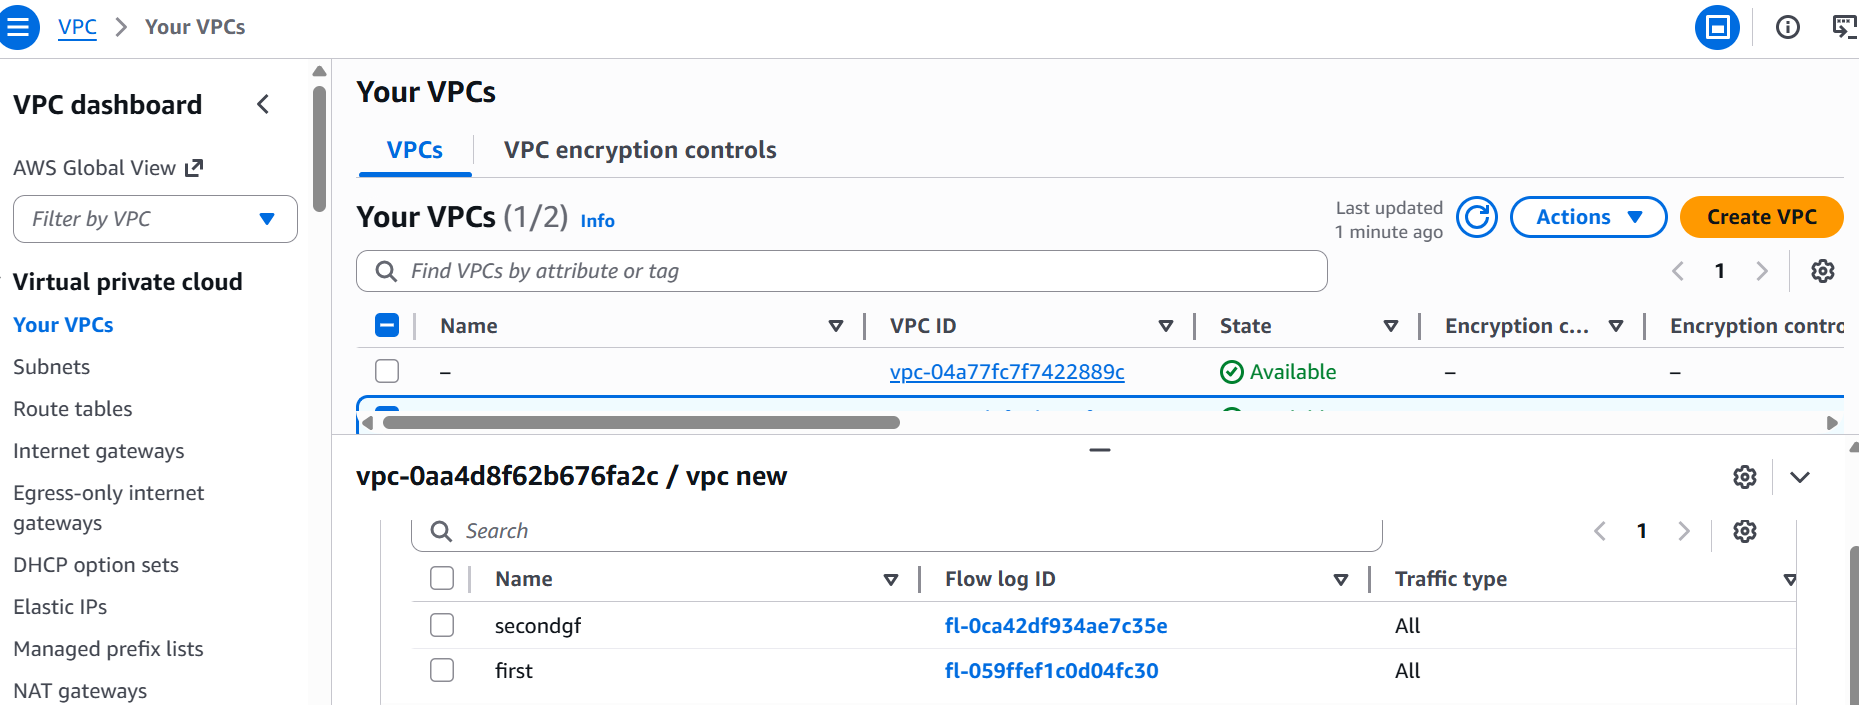 VPC > Your VPCs
VPC dashboard
AWS Global View
Filter by VPC
Virtual private cloud
Your VPCs
Subnets
Route tables
Internet gateways
Egress-only internet
gateways
DHCP option sets
Elastic IPs
Managed prefix lists
NAT gateways
Your VPCs
VPCs
VPC encryption controls
Your VPCs (1/2) Info
Last updated
1 minute ago
Actions
Create VPC
Find VPCs by attribute or tag
1
Name VPC ID State Encryption c... Encryption contro
– vpc-04a77fc7f7422889c Available – –
vpc-0aa4d8f62b676fa2c / vpc new
Search
1
Name Flow log ID Traffic type
secondgf fl-0ca42df934ae7c35e All
first fl-059ffef1c0d04fc30 All